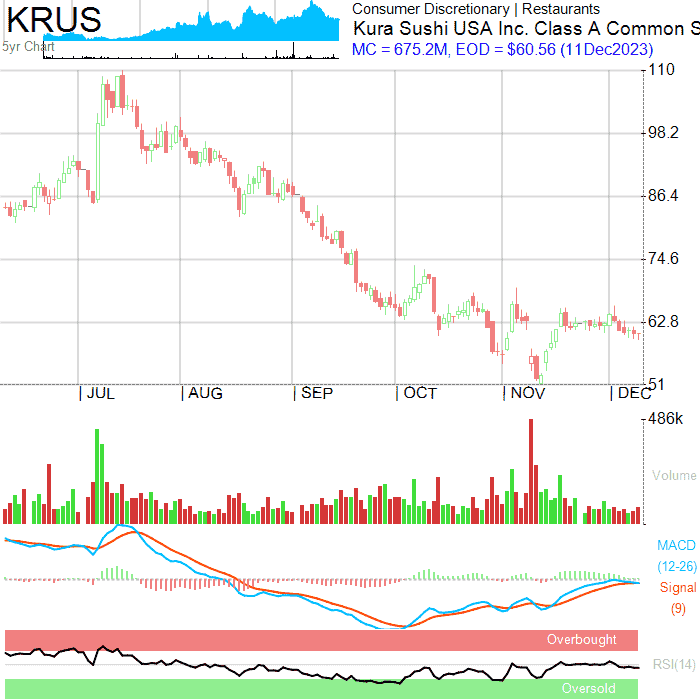 KRUS
5yr Chart
Consumer Discretionary | Restaurants
Kura Sushi USA Inc. Class A Common S
MC = 675.2M, EOD = $60.56 (11Dec2023)
110
98.2
86.4
74.6
62.8
51
JUL AUG SEP OCT NOV DEC
486k
Volume
MACD
(12-26)
Signal
(9)
Overbought
RSI(14)
Oversold